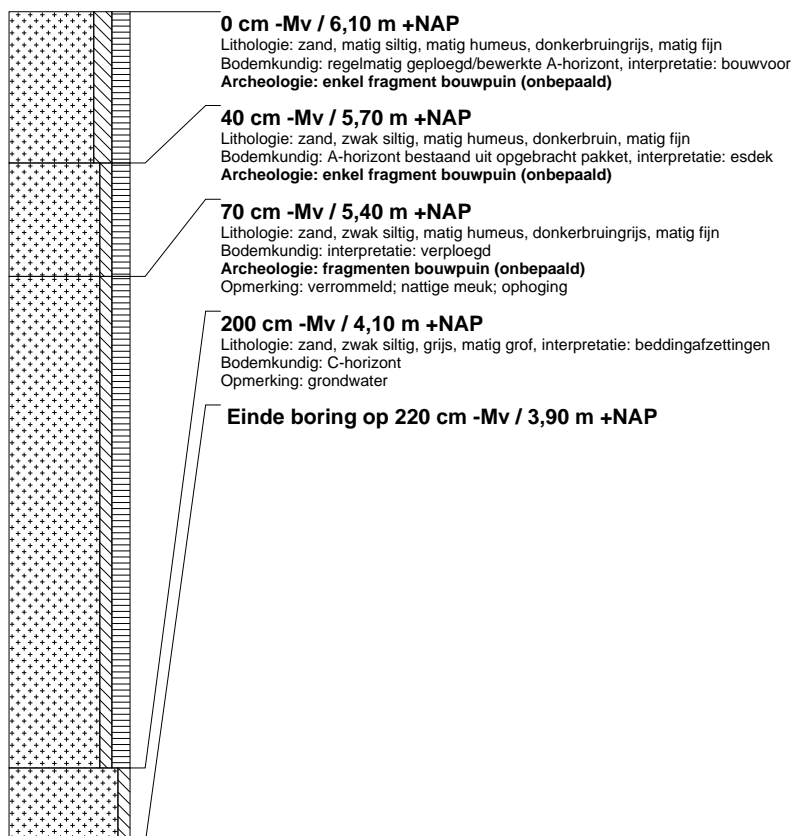 0 cm -Mv / 6,10 m +NAP
Lithologie: zand, matig siltig, matig humeus, donkerbruingrijs, matig fijn
Bodemkundig: regelmatig geploegd/bewerkte A-horizont, interpretatie: bouwvoor
Archeologie: enkel fragment bouwpuin (onbepaald)
40 cm -Mv / 5,70 m +NAP
Lithologie: zand, zwak siltig, matig humeus, donkerbruin, matig fijn
Bodemkundig: A-horizont bestaand uit opgebracht pakket, interpretatie: esdek
Archeologie: enkel fragment bouwpuin (onbepaald)
70 cm -Mv / 5,40 m +NAP
Lithologie: zand, zwak siltig, matig humeus, donkerbruingrijs, matig fijn
Bodemkundig: interpretatie: verploegd
Archeologie: fragmenten bouwpuin (onbepaald)
Opmerking: verrommeld; nattige meuk; ophoging
200 cm -Mv / 4,10 m +NAP
Lithologie: zand, zwak siltig, grijs, matig grof, interpretatie: beddingafzettingen
Bodemkundig: C-horizont
Opmerking: grondwater
Einde boring op 220 cm -Mv / 3,90 m +NAP